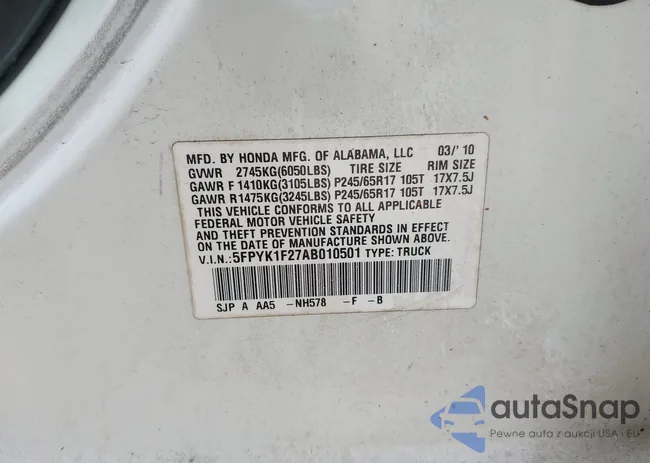 MFD. BY HONDA MFG. OF ALABAMA, LLC 03/'10
GVWR 2745KG(6050LBS) TIRE SIZE RIM SIZE
GAWR F 1410KG(3105LBS) P245/65R17 105T 17X7.5J
GAWR R1475KG(3245LBS) P245/65R17 105T 17X7.5J
THIS VEHICLE CONFORMS TO ALL APPLICABLE
FEDERAL MOTOR VEHICLE SAFETY
AND THEFT PREVENTION STANDARDS IN EFFECT
ON THE DATE OF MANUFACTURE SHOWN ABOVE.
V.I.N.:5FPYK1F27AB010501 TYPE: TRUCK
SJP A AA5 -NH578 -F -B
autaSnap
Pewne auta z aukcji USA - EU